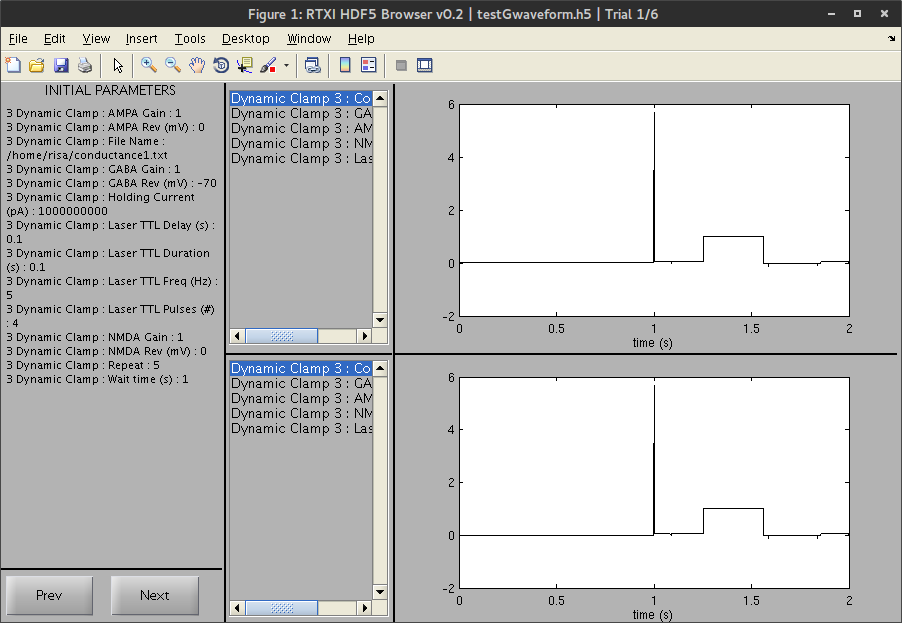 Figure 1: RTXI HDF5 Browser v0.2 | testGwaveform.h5 | Trial 1/6
File Edit View Insert Tools Desktop Window Help
INITIAL PARAMETERS
3 Dynamic Clamp : AMPA Gain : 1
3 Dynamic Clamp : AMPA Rev (mV) : 0
3 Dynamic Clamp : File Name :
/home/risa/conductance1.txt
3 Dynamic Clamp : GABA Gain : 1
3 Dynamic Clamp : GABA Rev (mV) : -70
3 Dynamic Clamp : Holding Current
(pA) : 1000000000
3 Dynamic Clamp : Laser TTL Delay (s) :
0.1
3 Dynamic Clamp : Laser TTL Duration
(s) : 0.1
3 Dynamic Clamp : Laser TTL Freq (Hz) :
5
3 Dynamic Clamp : Laser TTL Pulses (#)
: 4
3 Dynamic Clamp : NMDA Gain : 1
3 Dynamic Clamp : NMDA Rev (mV) : 0
3 Dynamic Clamp : Repeat : 5
3 Dynamic Clamp : Wait time (s) : 1
Prev Next
Dynamic Clamp 3 : Co
Dynamic Clamp 3 : GA
Dynamic Clamp 3 : AM
Dynamic Clamp 3 : NM
Dynamic Clamp 3 : Las
6
4
2
0
-2
0 0.5 1 1.5 2
time (s)
Dynamic Clamp 3 : Co
Dynamic Clamp 3 : GA
Dynamic Clamp 3 : AM
Dynamic Clamp 3 : NM
Dynamic Clamp 3 : Las
6
4
2
0
-2
0 0.5 1 1.5 2
time (s)